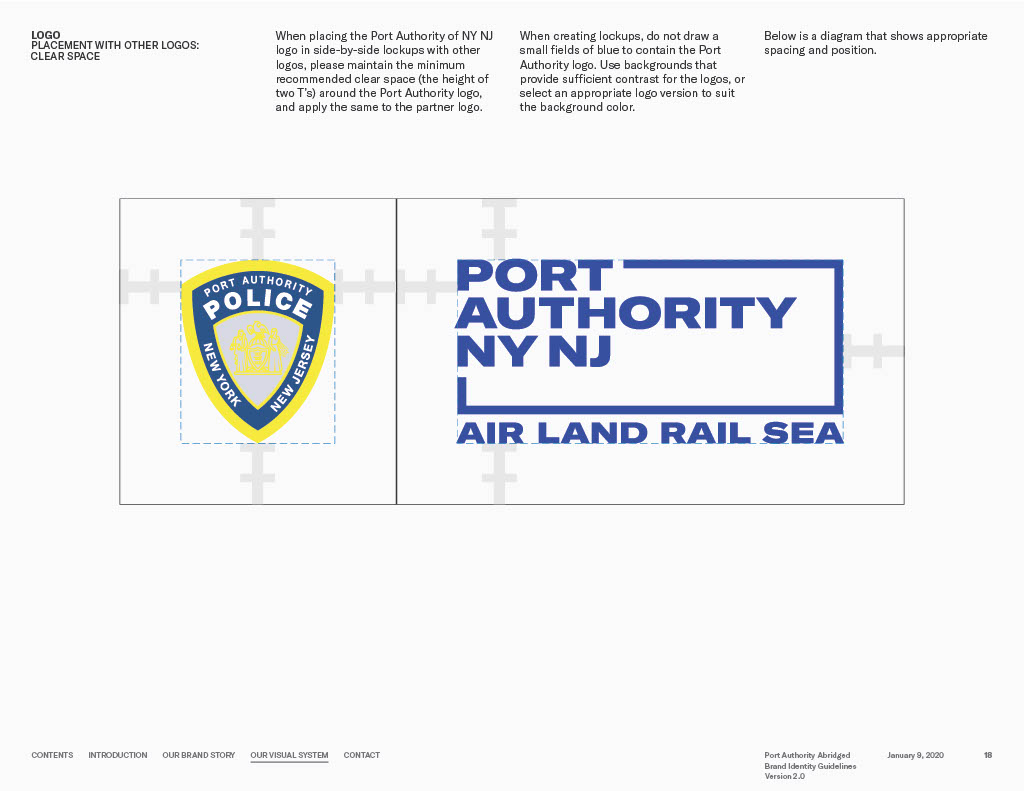 LOGO
PLACEMENT WITH OTHER LOGOS:
CLEAR SPACE
When placing the Port Authority of NY NJ
logo in side-by-side lockups with other
logos, please maintain the minimum
recommended clear space (the height of
two T's) around the Port Authority logo,
and apply the same to the partner logo.
When creating lockups, do not draw a
small fields of blue to contain the Port
Authority logo. Use backgrounds that
provide sufficient contrast for the logos, or
select an appropriate logo version to suit
the background color.
Below is a diagram that shows appropriate
spacing and position.
PORT AUTHORITY
POLICE
NEW YORK
NEW JERSEY
PORT
AUTHORITY
NY NJ
AIR LAND RAIL SEA
CONTENTS INTRODUCTION OUR BRAND STORY OUR VISUAL SYSTEM CONTACT
Port Authority Abridged
Brand Identity Guidelines
Version 2.0
January 9, 2020
18